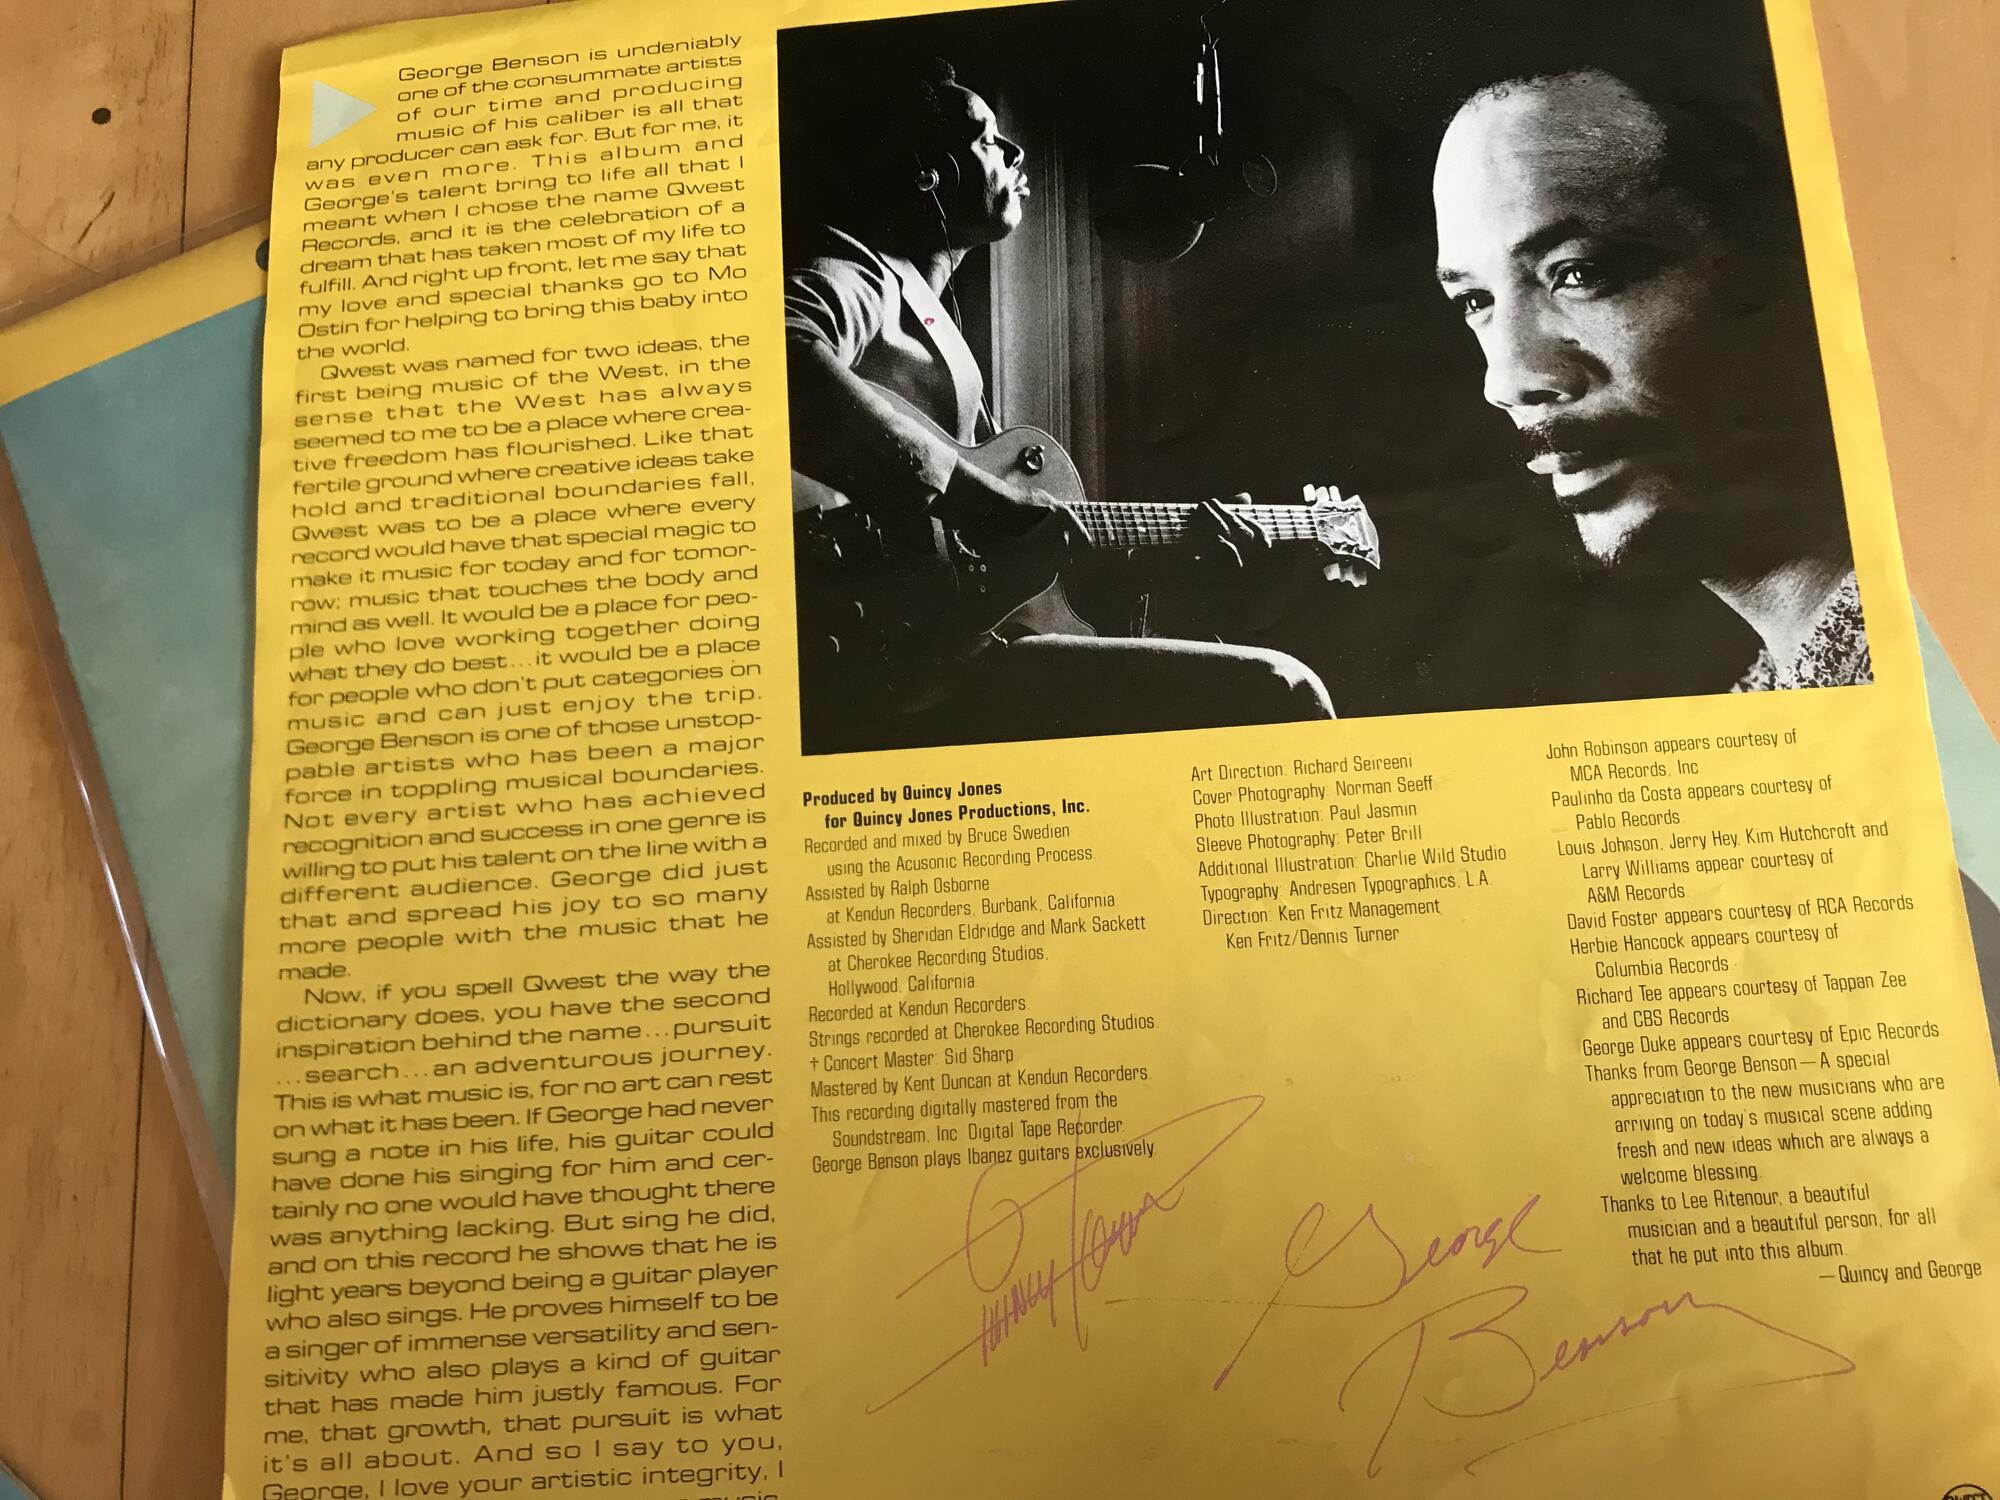 George Benson is undeniably
one of the consummate artists
of our time and producing
music of his caliber is all that
any producer can ask for. But for me, it
was even more. This album and
George's talent bring to life all that I
meant when I chose the name Qwest
Records, and it is the celebration of a
dream that has taken most of my life to
fulfill. And right up front, let me say that
my love and special thanks go to Mo
Ostin for helping to bring this baby into
the world.
Qwest was named for two ideas, the
first being music of the West, in the
sense that the West has always
seemed to me to be a place where crea-
tive freedom has flourished. Like that
fertile ground where creative ideas take
hold and traditional boundaries fall,
Qwest was to be a place where every
record would have that special magic to
make it music for today and for tomor-
row; music that touches the body and
mind as well. It would be a place for peo-
ple who love working together doing
what they do best...it would be a place
for people who don't put categories on
music and can just enjoy the trip.
George Benson is one of those unstop-
pable artists who has been a major
force in toppling musical boundaries.
Not every artist who has achieved
recognition and success in one genre is
willing to put his talent on the line with a
different audience. George did just
that and spread his joy to so many
more people with the music that he
made.
Now, if you spell Qwest the way the
dictionary does, you have the second
inspiration behind the name...pursuit
...search...an adventurous journey.
This is what music is, for no art can rest
on what it has been. If George had never
sung a note in his life, his guitar could
have done his singing for him and cer-
tainly no one would have thought there
was anything lacking. But sing he did,
and on this record he shows that he is
light years beyond being a guitar player
who also sings. He proves himself to be
a singer of immense versatility and sen-
sitivity who also plays a kind of guitar
that has made him justly famous. For
me, that growth, that pursuit is what
it's all about. And so I say to you,
George, I love your artistic integrity, I
music
Produced by Quincy Jones
for Quincy Jones Productions, Inc.
Recorded and mixed by Bruce Swedien
using the Acusonic Recording Process.
Assisted by Ralph Osborne
at Kendun Recorders, Burbank, California
Assisted by Sheridan Eldridge and Mark Sackett
at Cherokee Recording Studios,
Hollywood, California
Recorded at Kendun Recorders.
Strings recorded at Cherokee Recording Studios.
† Concert Master: Sid Sharp
Mastered by Kent Duncan at Kendun Recorders.
This recording digitally mastered from the
Soundstream, Inc. Digital Tape Recorder.
George Benson plays Ibanez guitars exclusively.
Art Direction: Richard Seireeni
Cover Photography: Norman Seeff
Photo Illustration: Paul Jasmin
Sleeve Photography: Peter Brill
Additional Illustration: Charlie Wild Studio
Typography: Andresen Typographics, L.A.
Direction: Ken Fritz Management
Ken Fritz/Dennis Turner
John Robinson appears courtesy of
MCA Records, Inc
Paulinho da Costa appears courtesy of
Pablo Records.
Louis Johnson, Jerry Hey, Kim Hutchcroft and
Larry Williams appear courtesy of
A&M Records.
David Foster appears courtesy of RCA Records.
Herbie Hancock appears courtesy of
Columbia Records.
Richard Tee appears courtesy of Tappan Zee
and CBS Records.
George Duke appears courtesy of Epic Records.
Thanks from George Benson—A special
appreciation to the new musicians who are
arriving on today's musical scene adding
fresh and new ideas which are always a
welcome blessing.
Thanks to Lee Ritenour, a beautiful
musician and a beautiful person, for all
that he put into this album.
—Quincy and George
Quincy Jones
George
Benson